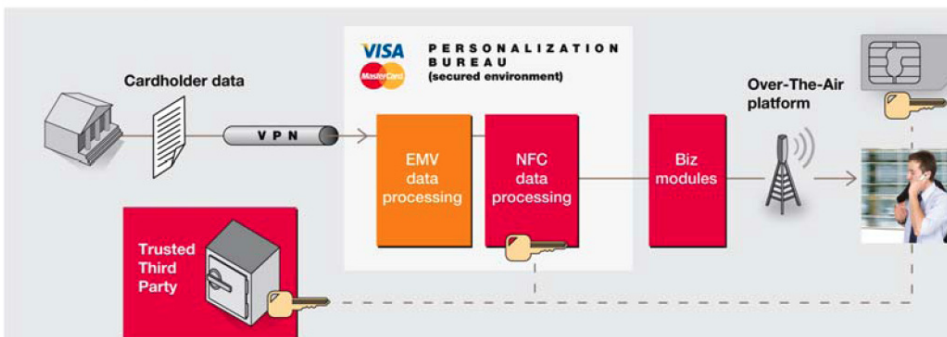 Cardholder data
VPN
VISA
MasterCard
PERSONALIZATION
BUREAU
(secured environment)
EMV
data
processing
NFC
data
processing
Biz
modules
Over-The-Air
platform
Trusted
Third
Party